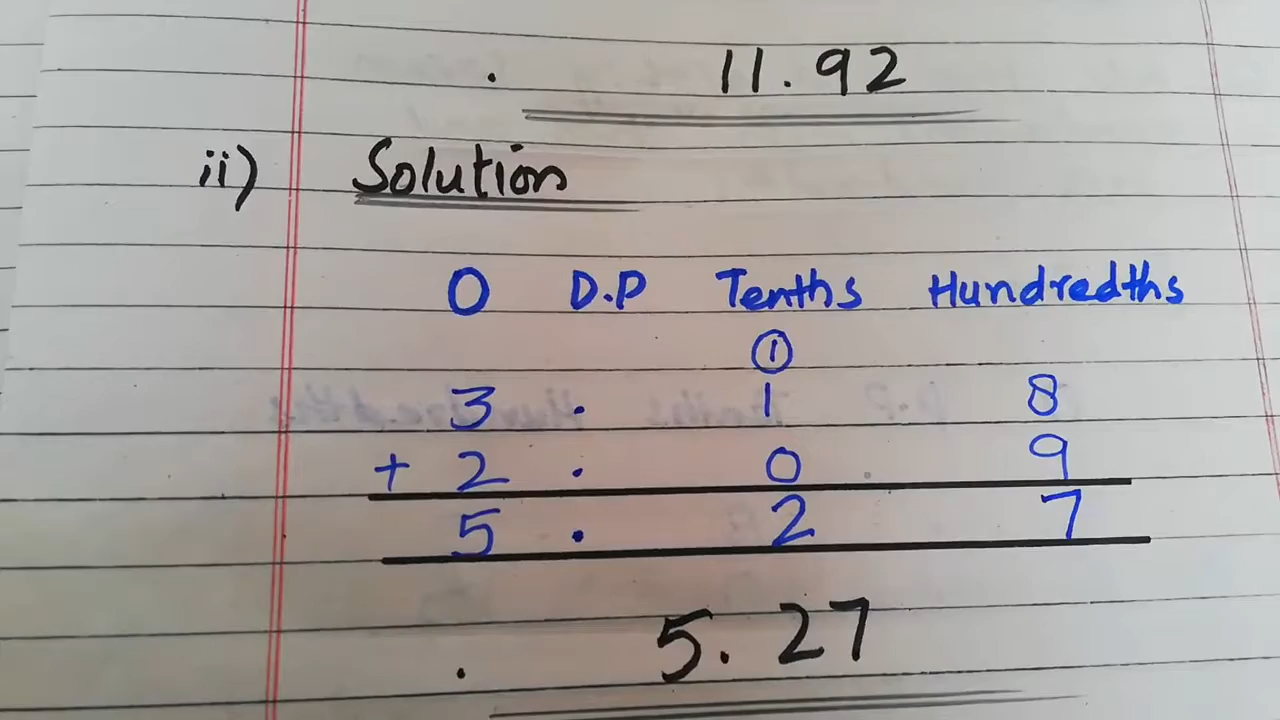 . 11.92
ii) Solution
O D.P Tenths Hundredths
1
3 . 1 8
+ 2 . 0 9
5 . 2 7
. 5.27